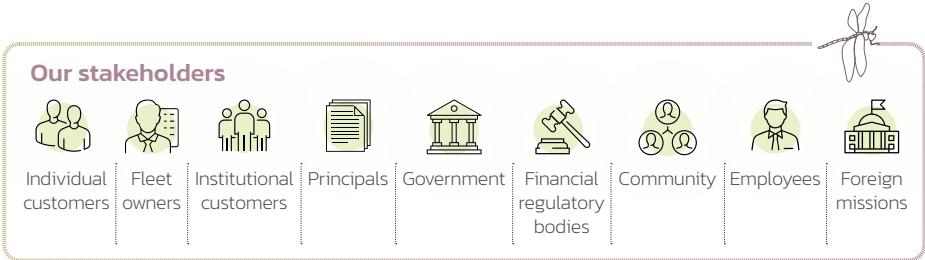 Our stakeholders
Individual
customers
Fleet
owners
Institutional
customers
Principals
Government
Financial
regulatory
bodies
Community
Employees
Foreign
missions